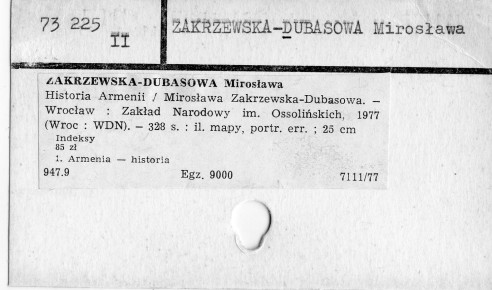 73 225 II
ZAKRZEWSKA-DUBASOWA Mirosława
ZAKRZEWSKA-DUBASOWA Mirosława
Historia Armenii / Mirosława Zakrzewska-Dubasowa. —
Wrocław : Zakład Narodowy im. Ossolińskich, 1977
(Wroc : WDN). — 328 s. : il. mapy, portr. err. ; 25 cm
Indeksy
85 zł
1. Armenia — historia
947.9 Egz. 9000 7111/77